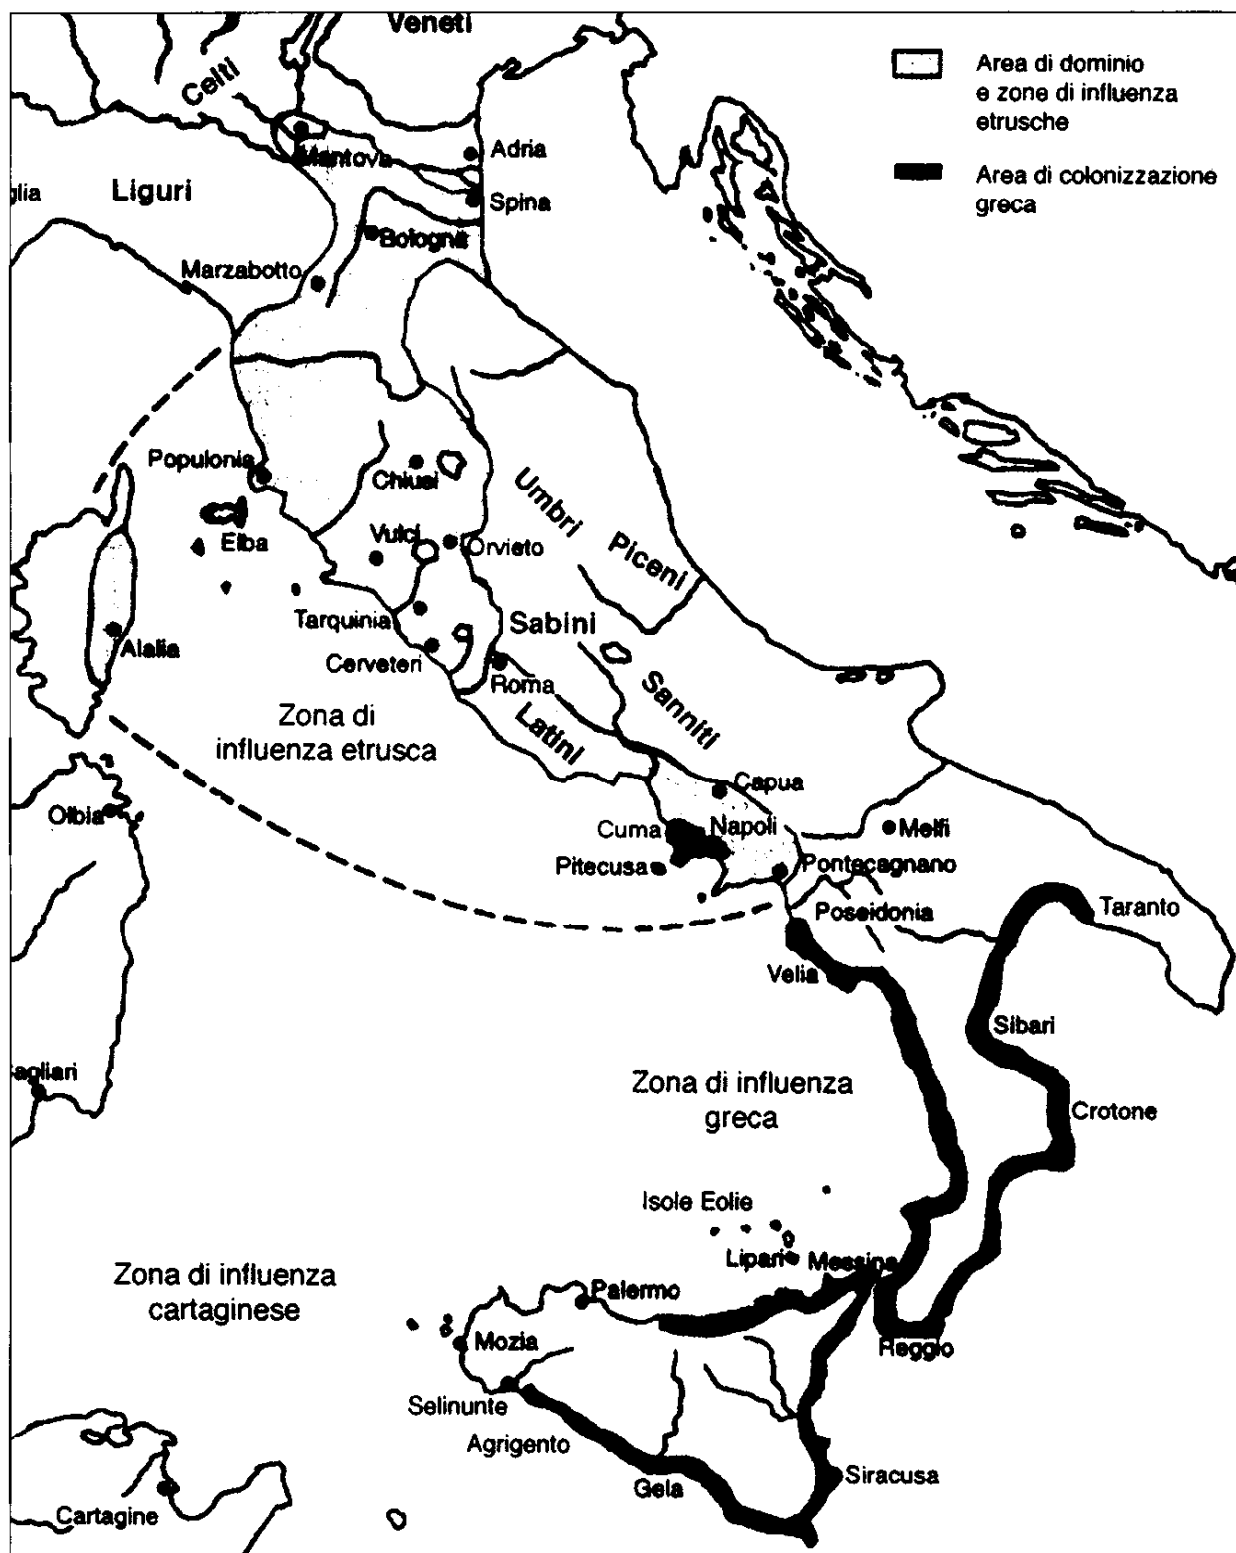 Veneti
Celti
Area di dominio
e zone di influenza
etrusche
Area di colonizzazione
greca
Mantova
Adria
Liguri
glia
Spina
Bologna
Marzabotto
Populonia
Chiusi
Elba
Vulci
Orvieto
Umbri
Piceni
Tarquinia
Sabini
Alalia
Cerveteri
Roma
Zona di
influenza etrusca
Latini
Sanniti
Capua
Olbia
Cuma
Napoli
Melfi
Pitecusa
Pontecagnano
Poseidonia
Taranto
Velia
Sibari
agliari
Zona di influenza
greca
Crotone
Isole Eolie
Lipari
Messina
Zona di influenza
cartaginese
Palermo
Mozia
Reggio
Selinunte
Agrigento
Gela
Siracusa
Cartagine